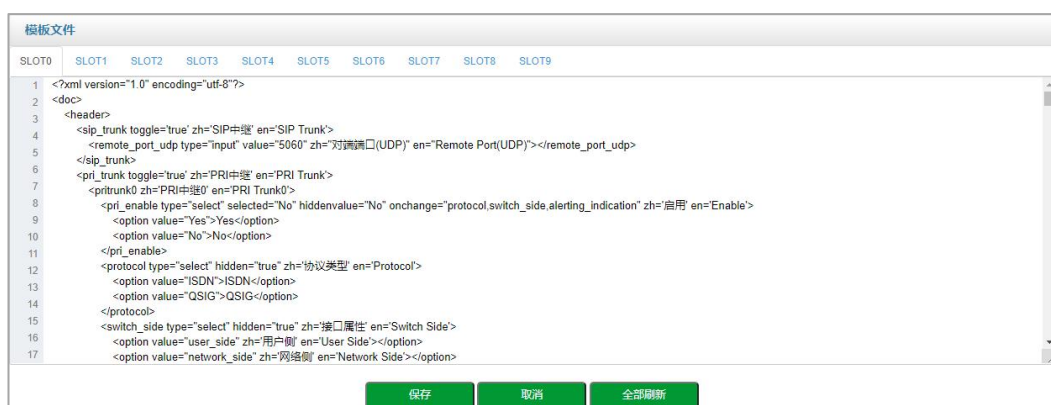 模板文件
SLOT0 SLOT1 SLOT2 SLOT3 SLOT4 SLOT5 SLOT6 SLOT7 SLOT8 SLOT9
1 <?xml version="1.0" encoding="utf-8"?>
2 <doc>
3 <header>
4 <sip_trunk toggle='true' zh='SIP中继' en='SIP Trunk'>
5 <remote_port_udp type="input" value="5060" zh="对端端口(UDP)" en="Remote Port(UDP)"></remote_port_udp>
6 </sip_trunk>
7 <pri_trunk toggle='true' zh='PRI中继' en='PRI Trunk'>
8 <pritrunk0 zh='PRI中继0' en='PRI Trunk0'>
9 <pri_enable type="select" selected="No" hiddenvalue="No" onchange="protocol,switch_side,alerting_indication" zh='启用' en='Enable'>
10 <option value="Yes">Yes</option>
11 <option value="No">No</option>
12 </pri_enable>
13 <protocol type="select" hidden="true" zh='协议类型' en='Protocol'>
14 <option value="ISDN">ISDN</option>
15 <option value="QSIG">QSIG</option>
16 </protocol>
17 <switch_side type="select" hidden="true" zh='接口属性' en='Switch Side'>
<option value="user_side" zh='用户侧' en='User Side'></option>
<option value="network_side" zh='网络侧' en='Network Side'></option>
保存 取消 全部刷新